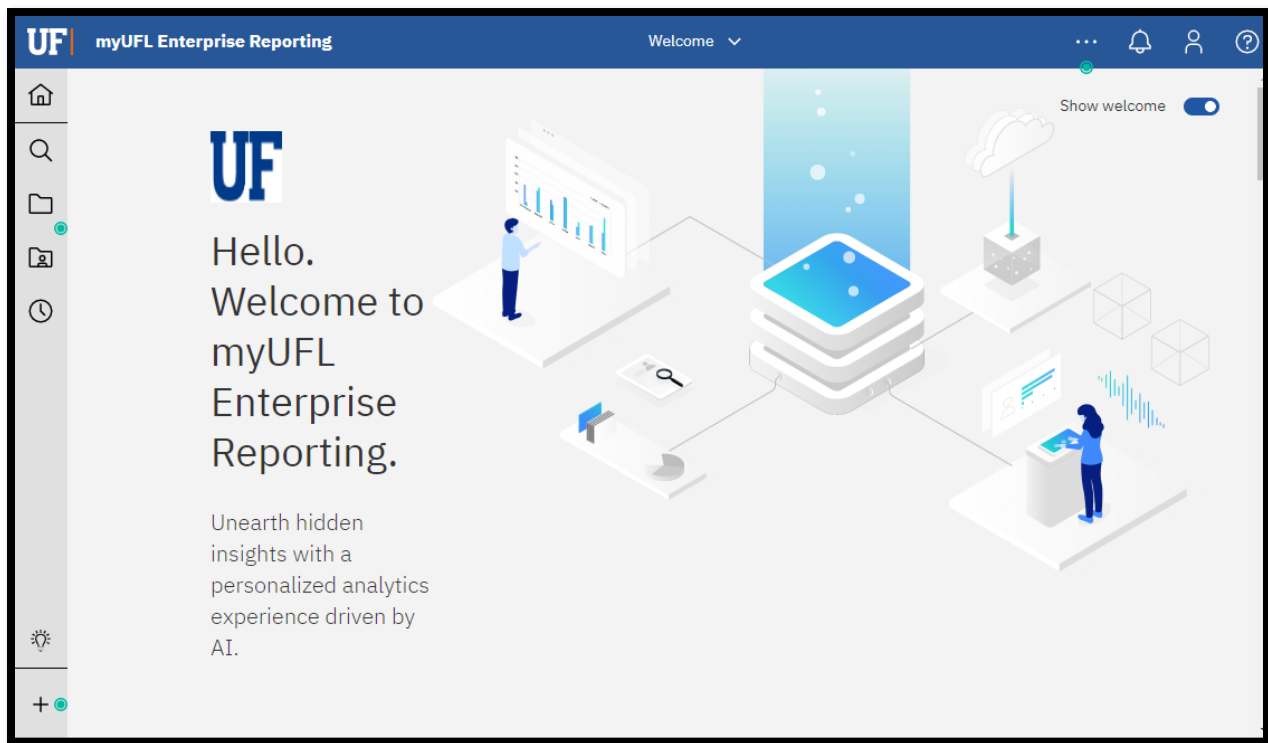 UF myUFL Enterprise Reporting Welcome
Show welcome
UF
Hello.
Welcome to
myUFL
Enterprise
Reporting.
Unearth hidden
insights with a
personalized analytics
experience driven by
AI.